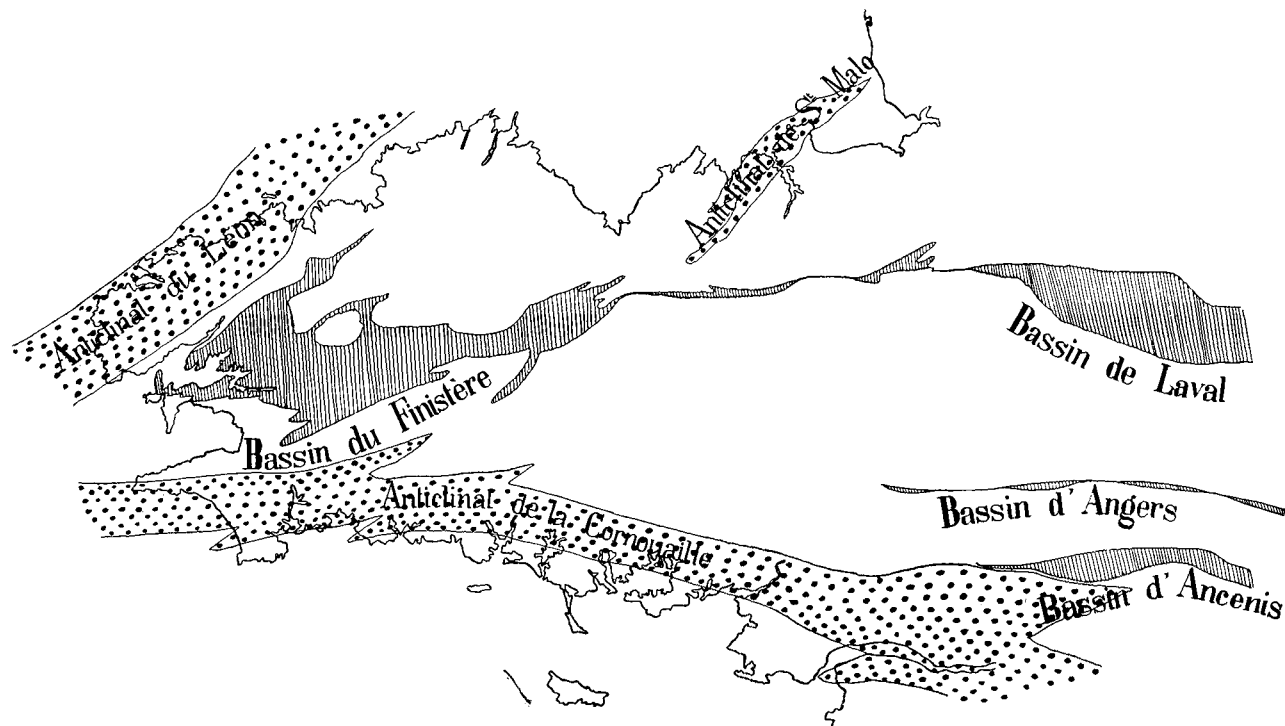 Anticlinal de St Malo
Anticlinal du Léon
Bassin de Laval
Bassin du Finistère
Anticlinal de la Cornouaille
Bassin d'Angers
Bassin d'Ancenis